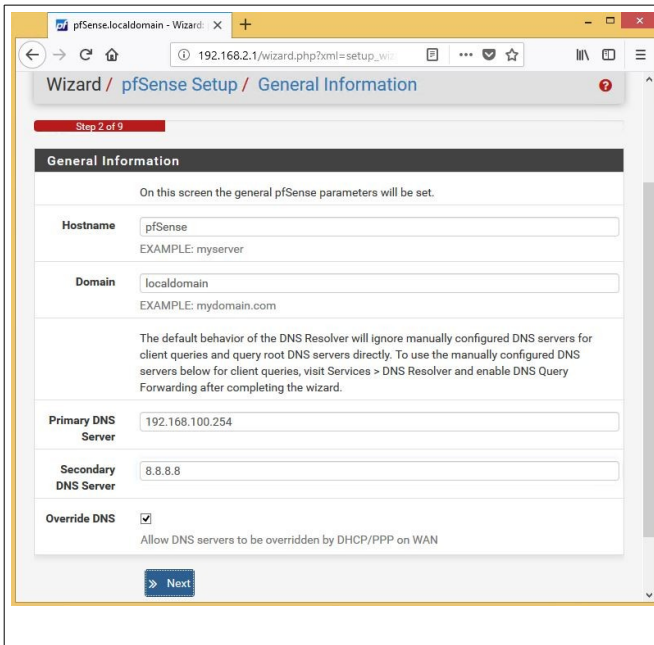 pfSense.localdomain - Wizard:
192.168.2.1/wizard.php?xml=setup_wiz
Wizard / pfSense Setup / General Information
Step 2 of 9
General Information
On this screen the general pfSense parameters will be set.
Hostname
pfSense
EXAMPLE: myserver
Domain
localdomain
EXAMPLE: mydomain.com
The default behavior of the DNS Resolver will ignore manually configured DNS servers for
client queries and query root DNS servers directly. To use the manually configured DNS
servers below for client queries, visit Services > DNS Resolver and enable DNS Query
Forwarding after completing the wizard.
Primary DNS
Server
192.168.100.254
Secondary
DNS Server
8.8.8.8
Override DNS
Allow DNS servers to be overridden by DHCP/PPP on WAN
» Next